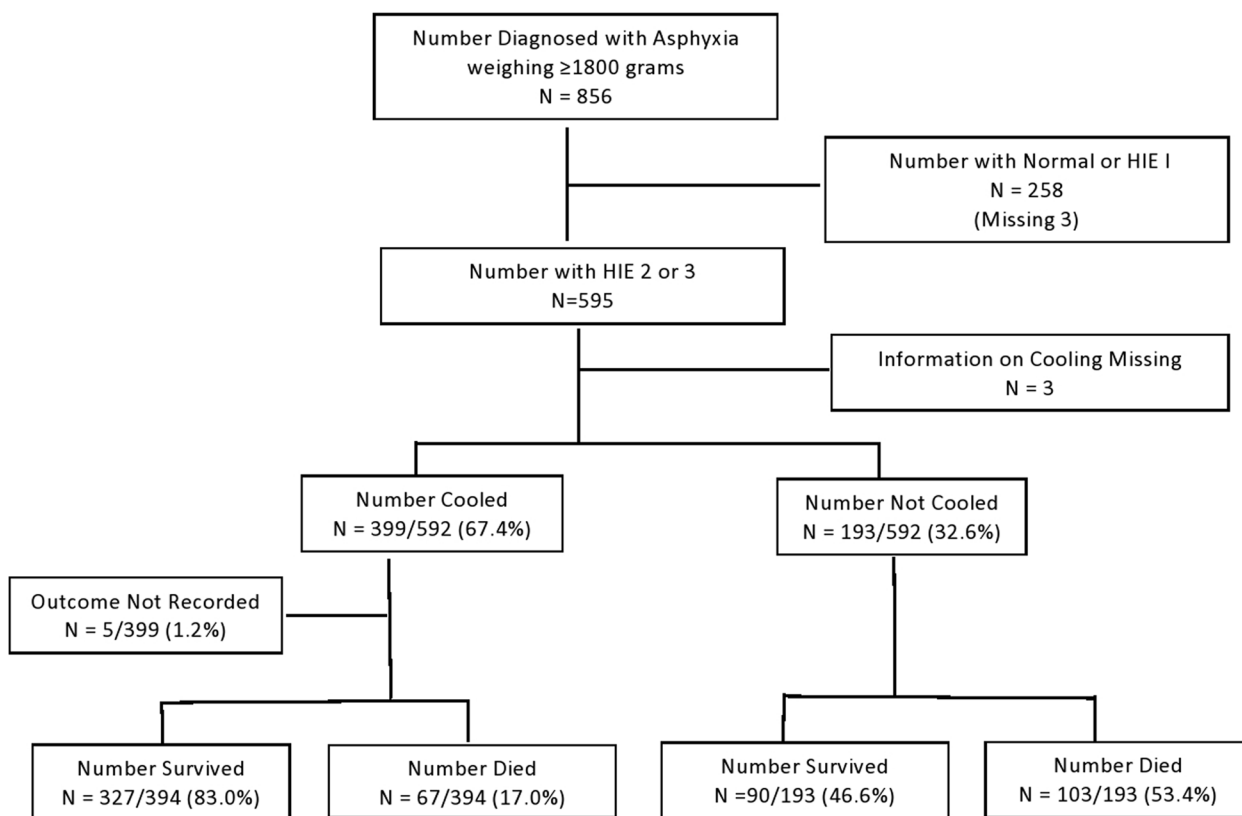 Number Diagnosed with Asphyxia
weighing ≥1800 grams
N = 856
Number with Normal or HIE I
N = 258
(Missing 3)
Number with HIE 2 or 3
N=595
Information on Cooling Missing
N = 3
Number Cooled
N = 399/592 (67.4%)
Number Not Cooled
N = 193/592 (32.6%)
Outcome Not Recorded
N = 5/399 (1.2%)
Number Survived
N = 327/394 (83.0%)
Number Died
N = 67/394 (17.0%)
Number Survived
N =90/193 (46.6%)
Number Died
N = 103/193 (53.4%)